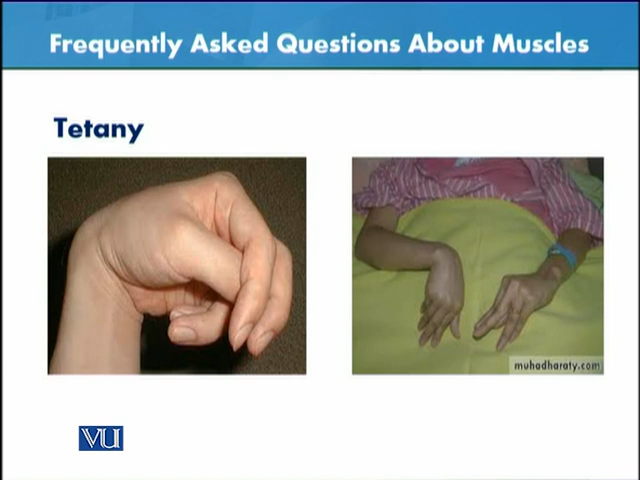 Frequently Asked Questions About Muscles
Tetany
muhadharaty.com
VU